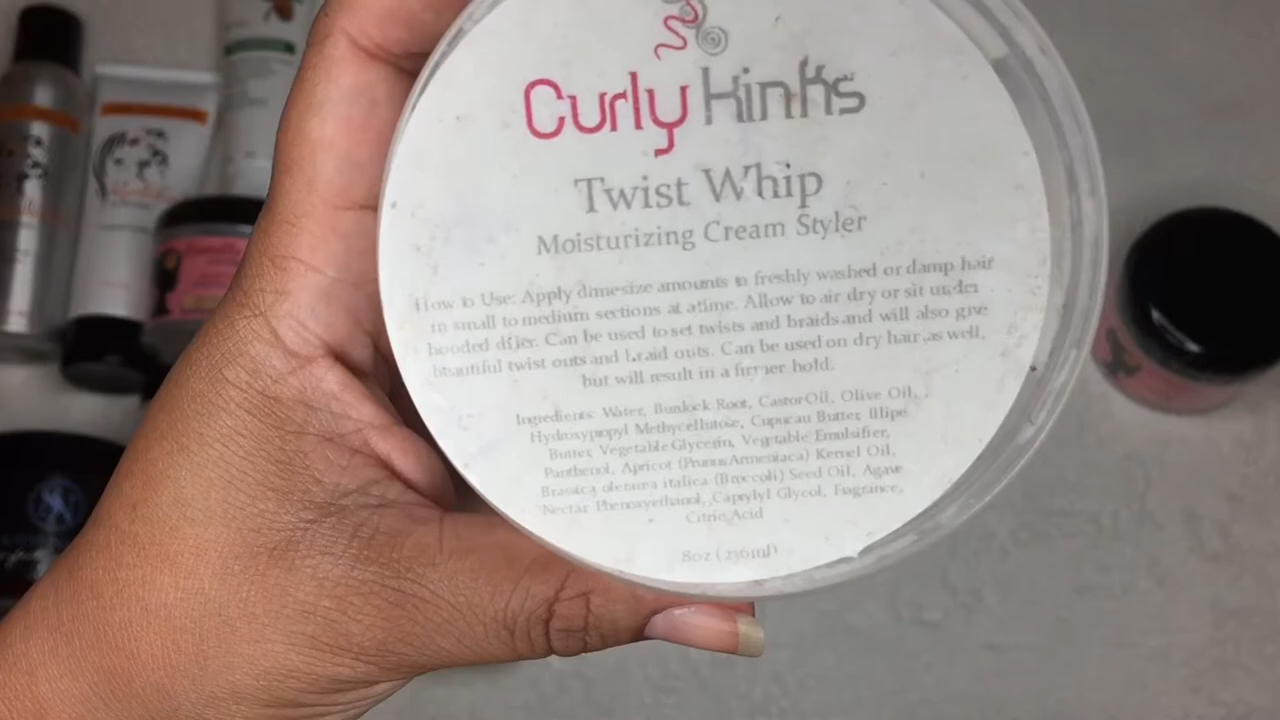 Curly Kinks
Twist Whip
Moisturizing Cream Styler
How to Use: Apply dimesize amounts to freshly washed or damp hair
in small to medium sections at a time. Allow to air dry or sit under
hooded drier. Can be used to set twists and braids and will also give
beautiful twist outs and braid outs. Can be used on dry hair as well,
but will result in a firmer hold.
Ingredients: Water, Burdock Root, Castor Oil, Olive Oil,
Hydroxypropyl Methycellulose, Cupucau Butter, Illipe
Butter, Vegetable Glycerin, Vegetable Emulsifier,
Panthenol, Apricot (Prunus Armeniaca) Kernel Oil,
Brassica oleracea italica (Broccoli) Seed Oil, Agave
Nectar Phenoxyethanol, Caprylyl Glycol, Fragrance,
Citric Acid
8oz (236ml)